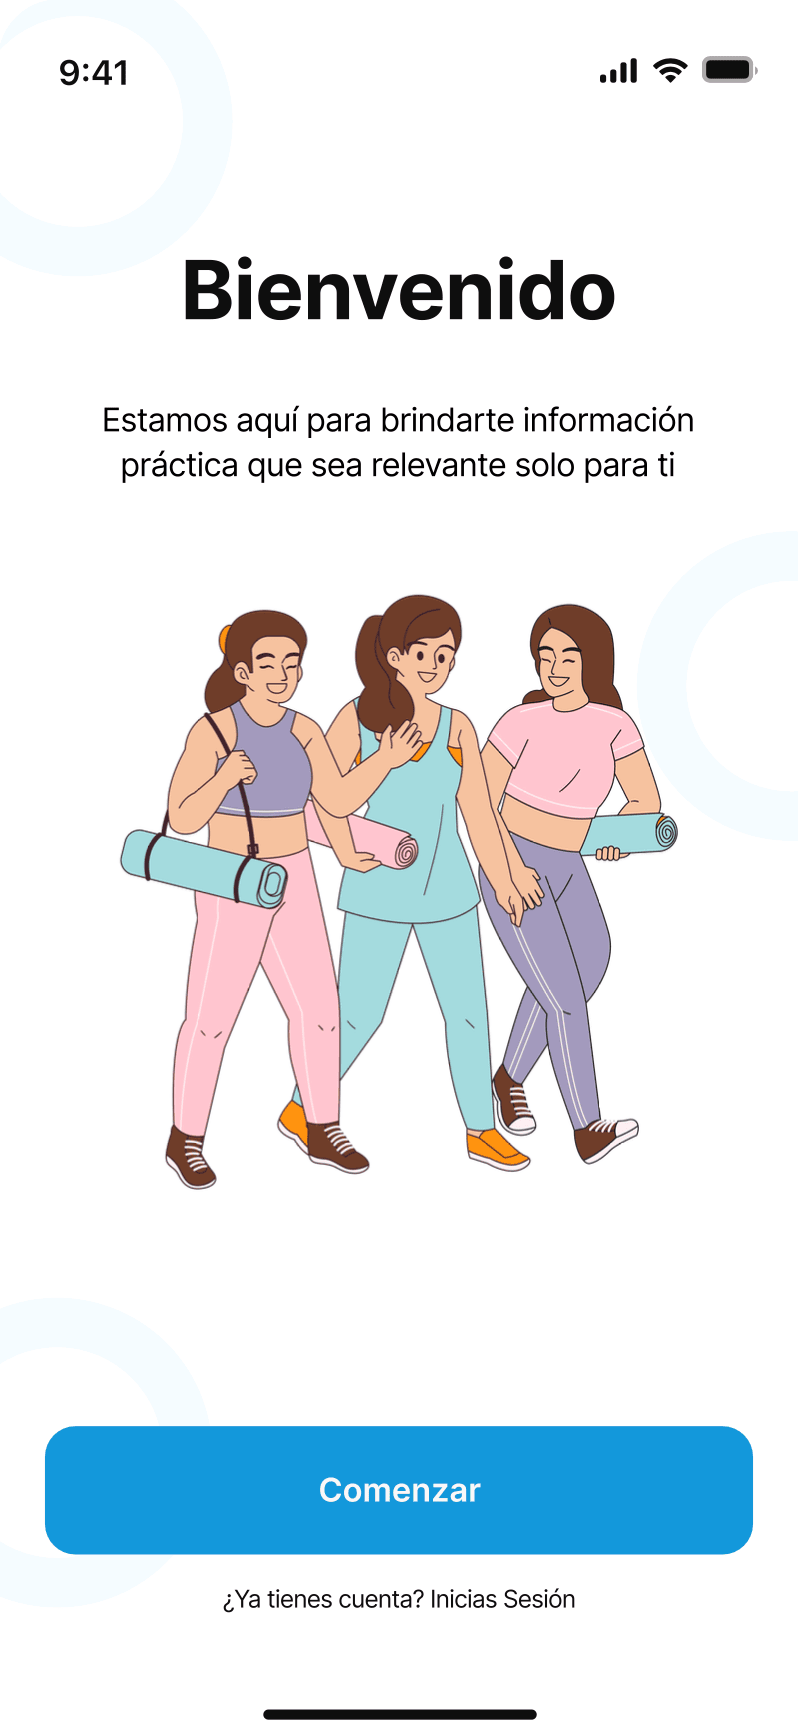 9:41
Bienvenido
Estamos aquí para brindarte información
práctica que sea relevante solo para ti
Comenzar
¿Ya tienes cuenta? Inicias Sesión